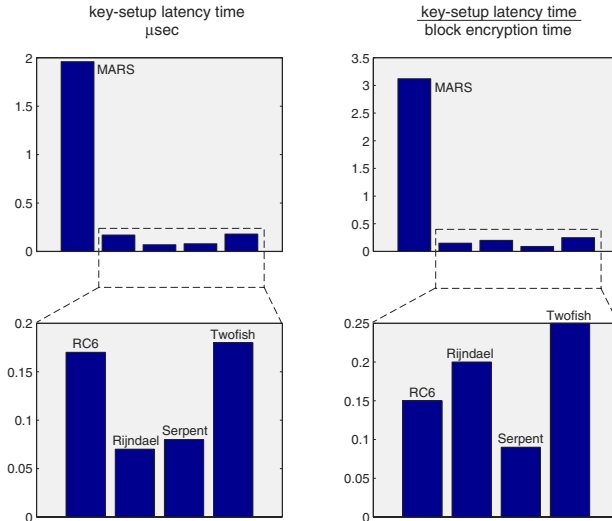 key-setup latency time
μsec
key-setup latency time
block encryption time
2
1.5
1
0.5
0
MARS
3.5
3
2.5
2
1.5
1
0.5
0
MARS
0.2
0.15
0.1
0.05
0
RC6
Rijndael
Serpent
Twofish
0.25
0.2
0.15
0.1
0.05
0
RC6
Rijndael
Serpent
Twofish